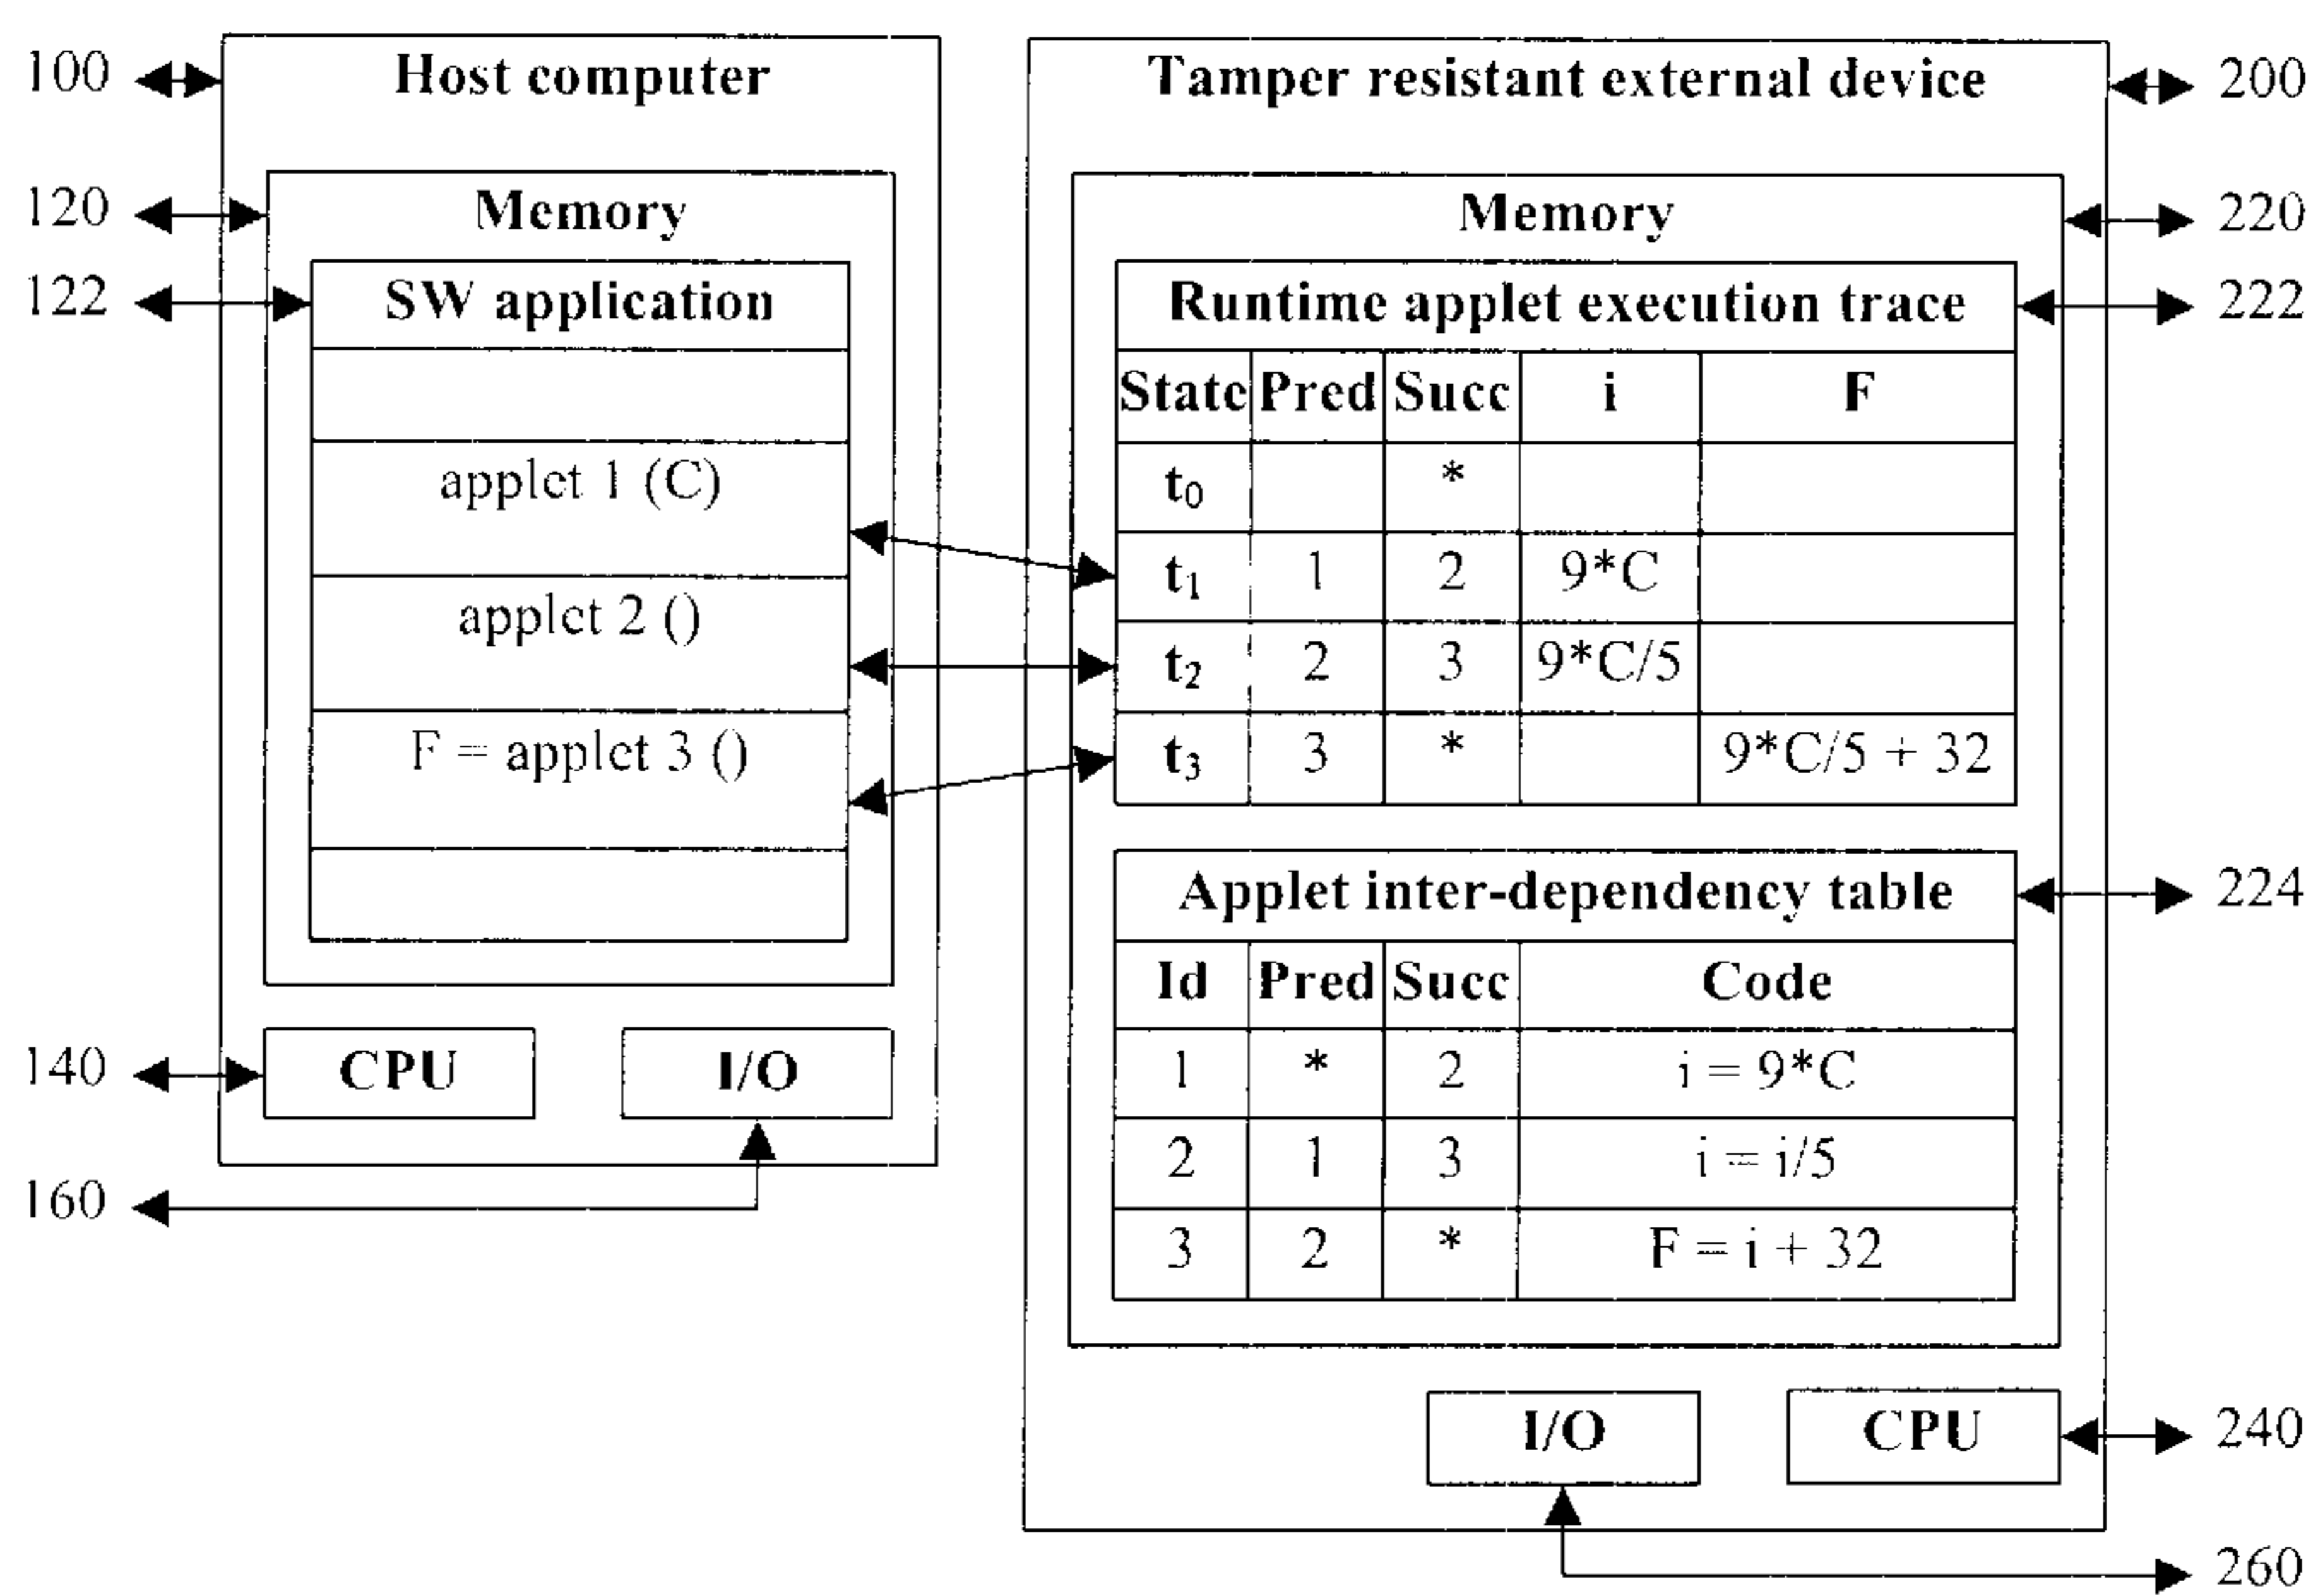 100
Host computer
120
Memory
122
SW application
applet 1 (C)
applet 2 ()
F = applet 3 ()
140
CPU
I/O
160
Tamper resistant external device
200
Memory
220
Runtime applet execution trace
222
State Pred Succ i F
t₀ *
t₁ 1 2 9*C
t₂ 2 3 9*C/5
t₃ 3 * 9*C/5 + 32
Applet inter-dependency table
224
Id Pred Succ Code
1 * 2 i = 9*C
2 1 3 i = i/5
3 2 * F = i + 32
I/O
CPU
240
260